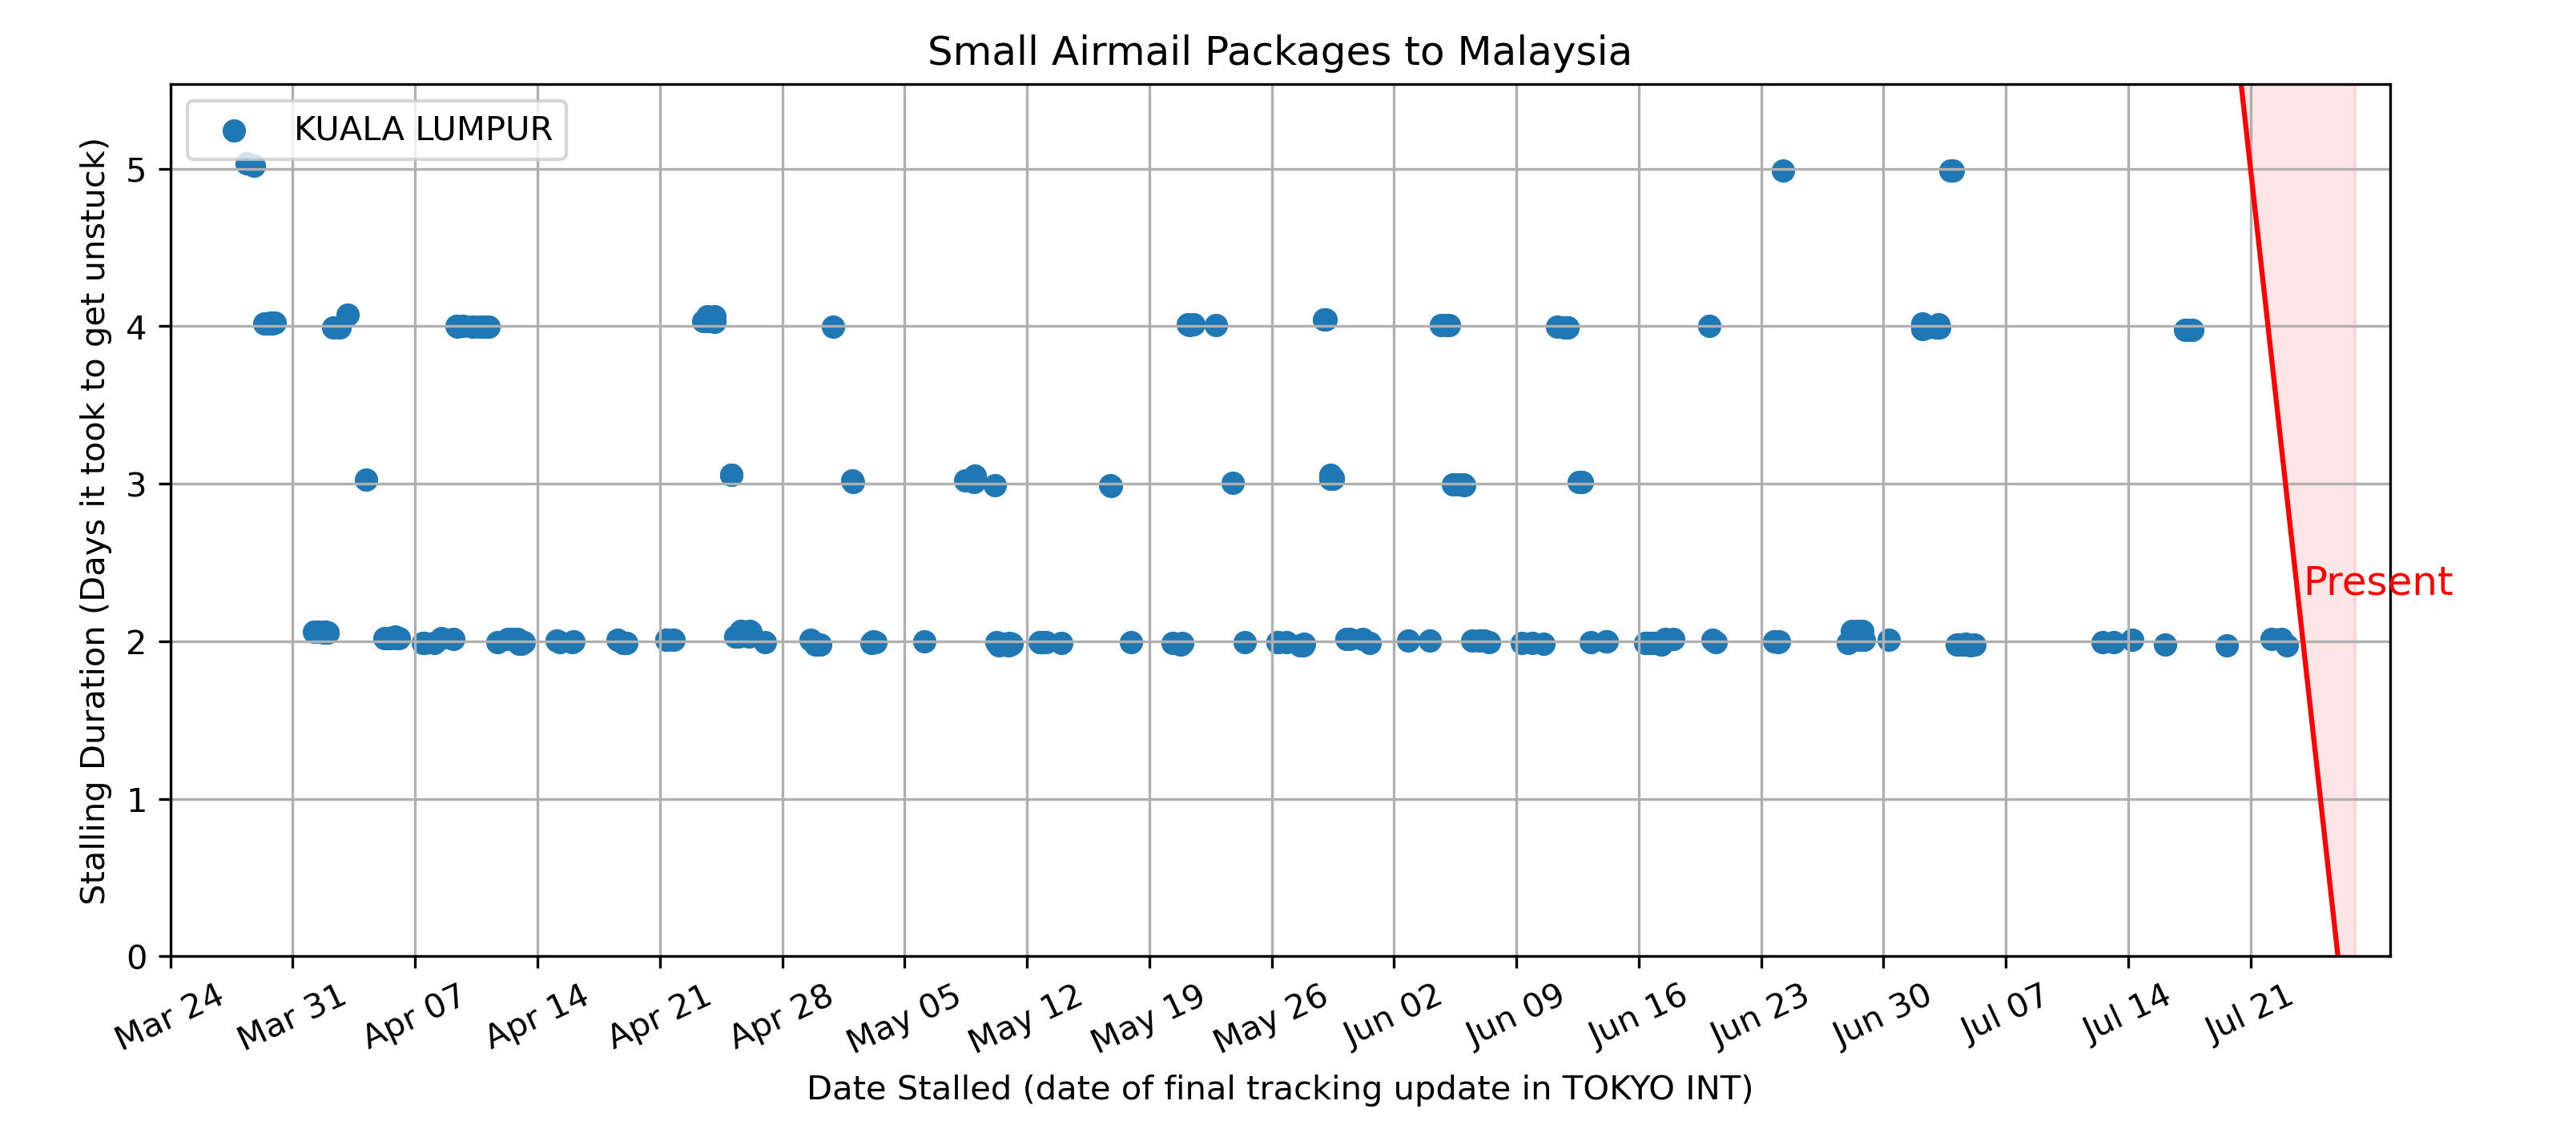 Small Airmail Packages to Malaysia
KUALA LUMPUR
Stalling Duration (Days it took to get unstuck)
5
4
3
2
1
0
Present
Mar 24
Mar 31
Apr 07
Apr 14
Apr 21
Apr 28
May 05
May 12
May 19
May 26
Jun 02
Jun 09
Jun 16
Jun 23
Jun 30
Jul 07
Jul 14
Jul 21
Date Stalled (date of final tracking update in TOKYO INT)